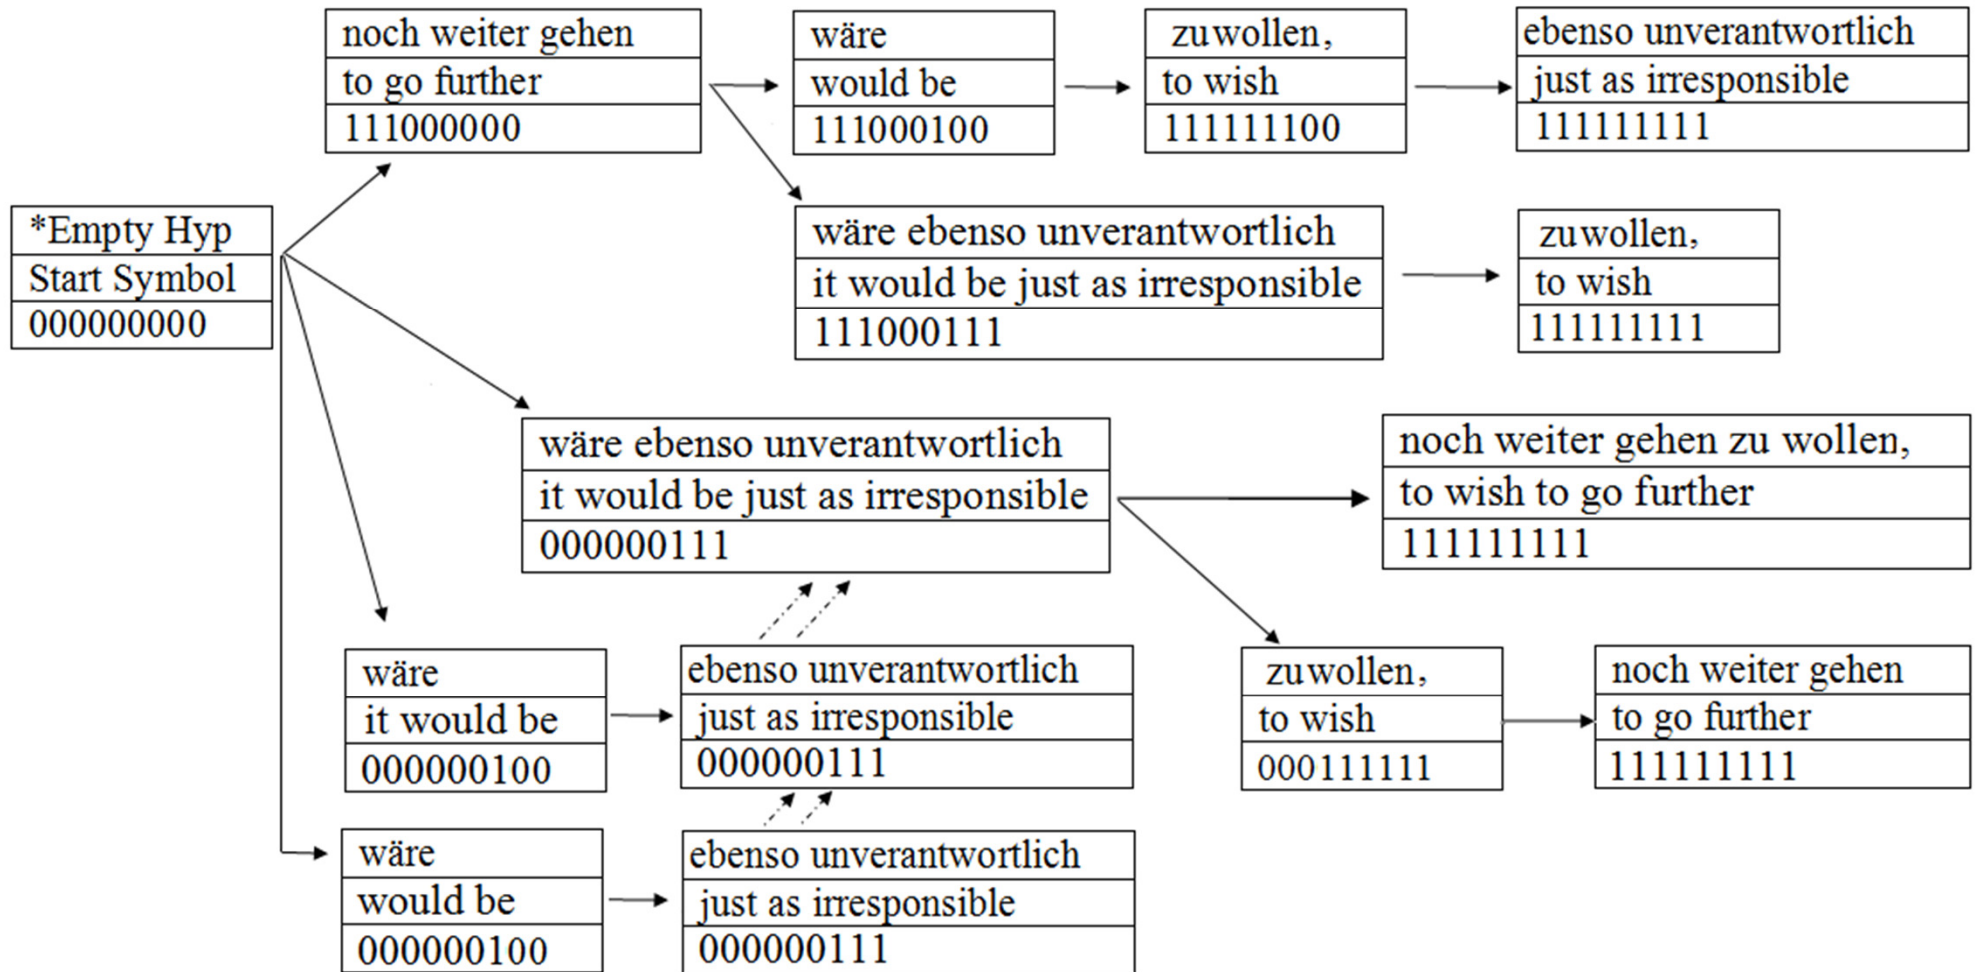 noch weiter gehen
to go further
111000000
wäre
would be
111000100
zuwollen,
to wish
111111100
ebenso unverantwortlich
just as irresponsible
111111111
*Empty Hyp
Start Symbol
000000000
wäre ebenso unverantwortlich
it would be just as irresponsible
111000111
zuwollen,
to wish
111111111
wäre ebenso unverantwortlich
it would be just as irresponsible
000000111
noch weiter gehen zu wollen,
to wish to go further
111111111
wäre
it would be
000000100
ebenso unverantwortlich
just as irresponsible
000000111
zuwollen,
to wish
000111111
noch weiter gehen
to go further
111111111
wäre
would be
000000100
ebenso unverantwortlich
just as irresponsible
000000111